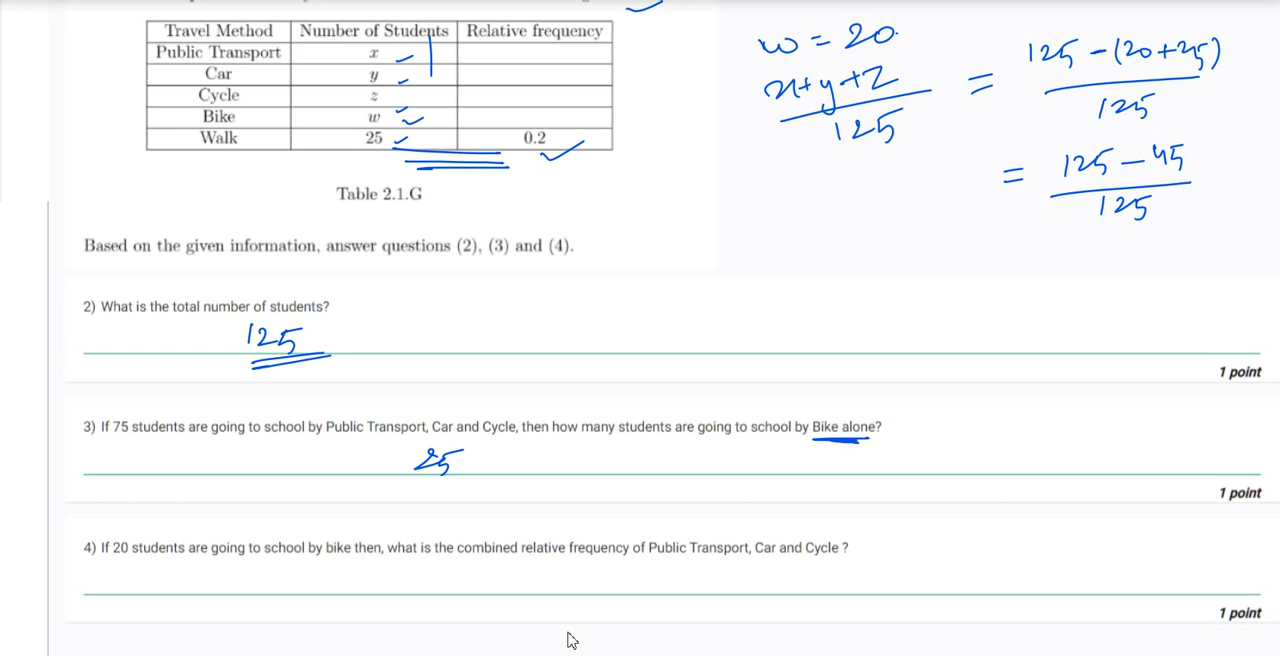 Travel Method Number of Students Relative frequency
Public Transport x
Car y
Cycle z
Bike w
Walk 25 0.2
Table 2.1.G
w = 20.
x+y+z / 125 = 125 - (20+25) / 125
= 125 - 45 / 125
Based on the given information, answer questions (2), (3) and (4).
2) What is the total number of students?
125
1 point
3) If 75 students are going to school by Public Transport, Car and Cycle, then how many students are going to school by Bike alone?
25
1 point
4) If 20 students are going to school by bike then, what is the combined relative frequency of Public Transport, Car and Cycle ?
1 point